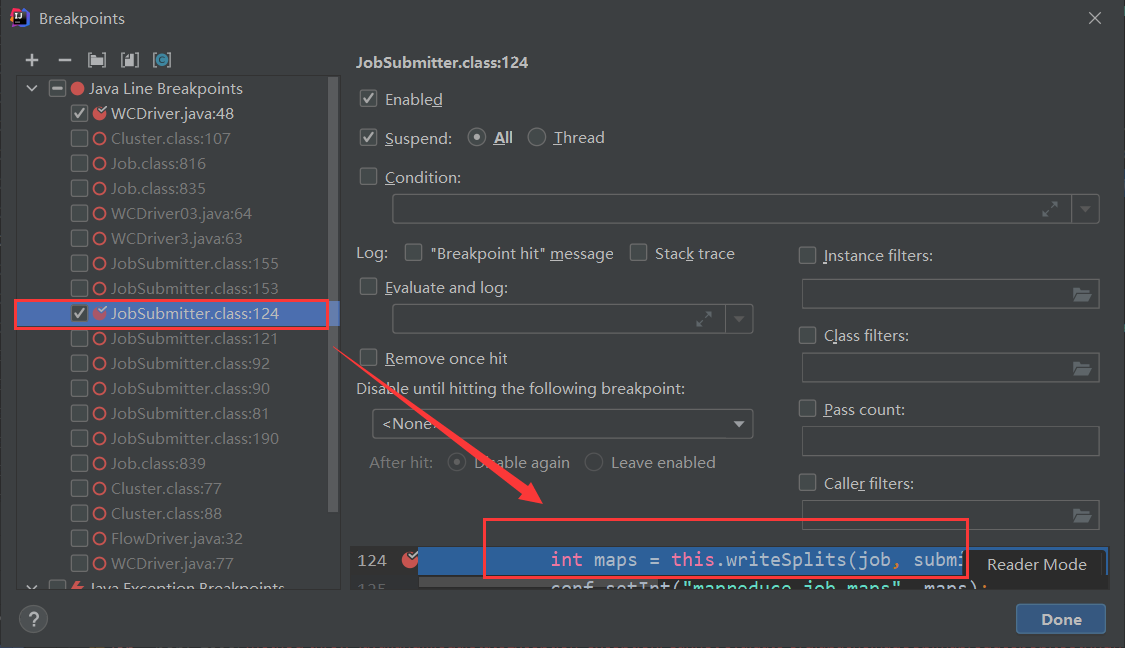 Breakpoints
Java Line Breakpoints
WCDriver.java:48
Cluster.class:107
Job.class:816
Job.class:835
WCDriver03.java:64
WCDriver3.java:63
JobSubmitter.class:155
JobSubmitter.class:153
JobSubmitter.class:124
JobSubmitter.class:121
JobSubmitter.class:92
JobSubmitter.class:90
JobSubmitter.class:81
JobSubmitter.class:190
Job.class:839
Cluster.class:77
Cluster.class:88
FlowDriver.java:32
WCDriver.java:77
Java Exception Breakpoints
JobSubmitter.class:124
Enabled
Suspend: All Thread
Condition:
Log: "Breakpoint hit" message Stack trace
Evaluate and log:
Remove once hit
Disable until hitting the following breakpoint:
<None>
After hit: Disable again Leave enabled
Instance filters:
Class filters:
Pass count:
Caller filters:
124 int maps = this.writeSplits(job, submi
Reader Mode
125 conf.setInt("mapreduce.job.maps", maps);
? Done